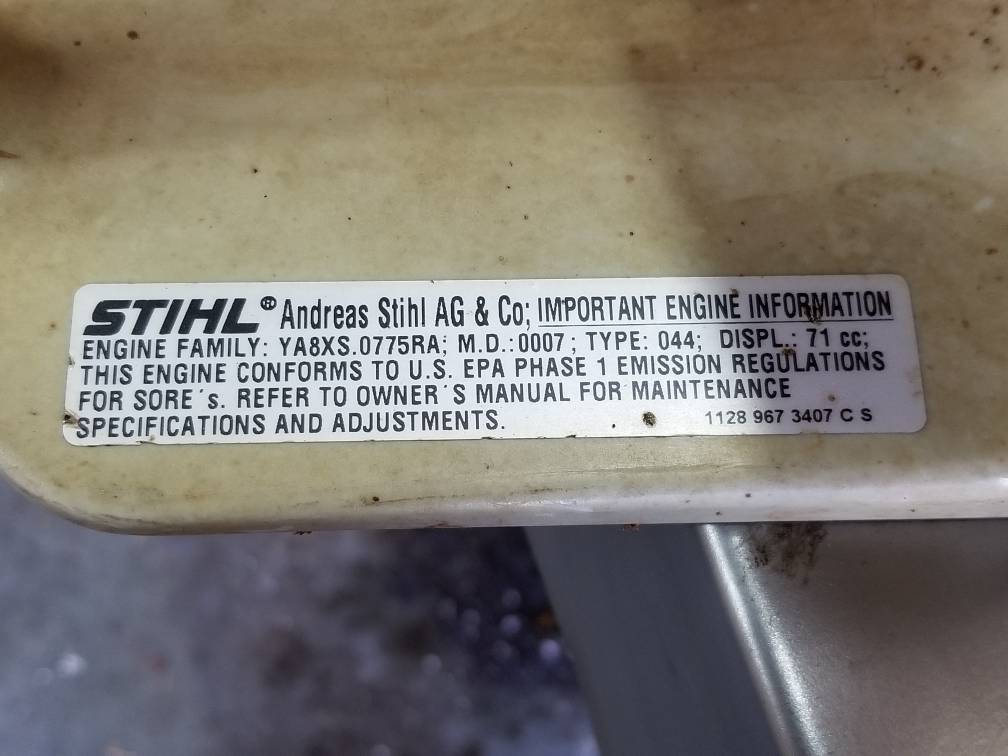 STIHL® Andreas Stihl AG & Co; IMPORTANT ENGINE INFORMATION
ENGINE FAMILY: YA8XS.0775RA; M.D.:0007; TYPE: 044; DISPL.: 71 cc;
THIS ENGINE CONFORMS TO U.S. EPA PHASE 1 EMISSION REGULATIONS
FOR SORE´s. REFER TO OWNER´S MANUAL FOR MAINTENANCE
SPECIFICATIONS AND ADJUSTMENTS. 1128 967 3407 C S